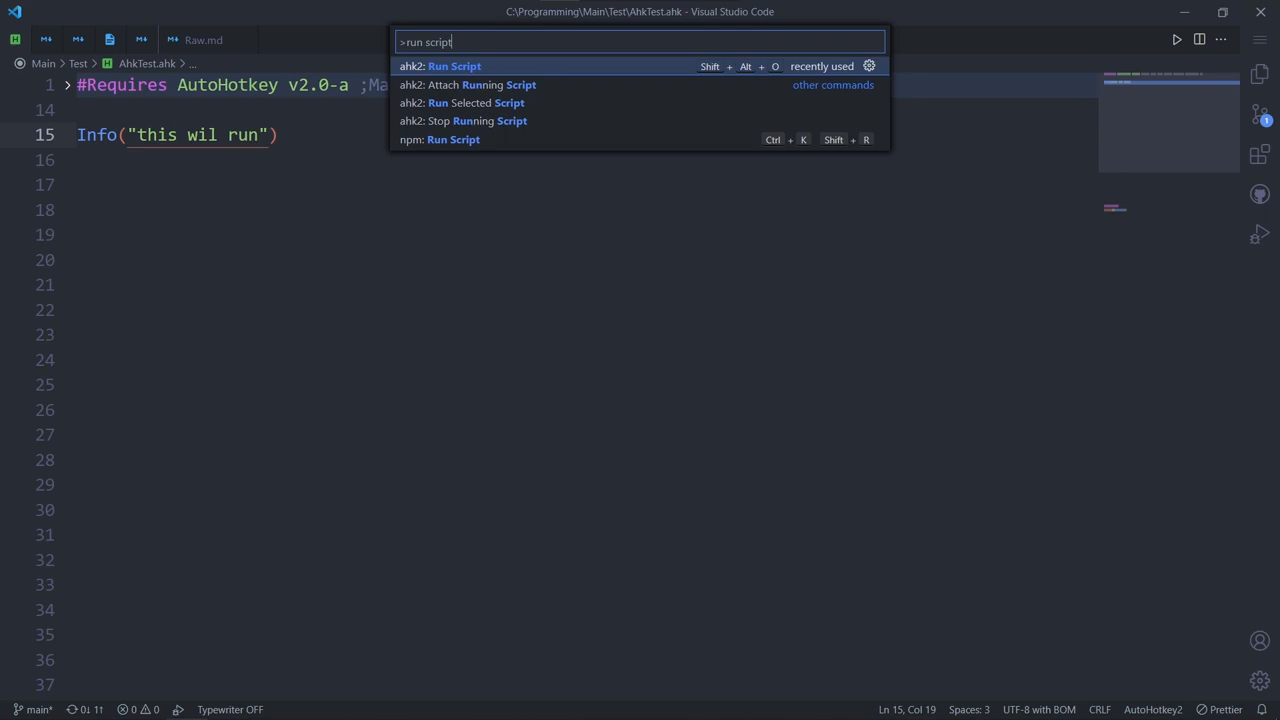 C:\Programming\Main\Test\AhkTest.ahk - Visual Studio Code
Raw.md
>run script
Main > Test > AhkTest.ahk > ...
ahk2: Run Script Shift + Alt + O recently used
ahk2: Attach Running Script other commands
ahk2: Run Selected Script
ahk2: Stop Running Script
npm: Run Script Ctrl + K Shift + R
1 #Requires AutoHotkey v2.0-a ;Ma
14
15 Info("this wil run")
16
17
18
19
20
21
22
23
24
25
26
27
28
29
30
31
32
33
34
35
36
37
1
main* 0↓ 1↑ 0 0 Typewriter OFF Ln 15, Col 19 Spaces: 3 UTF-8 with BOM CRLF AutoHotkey2 Prettier